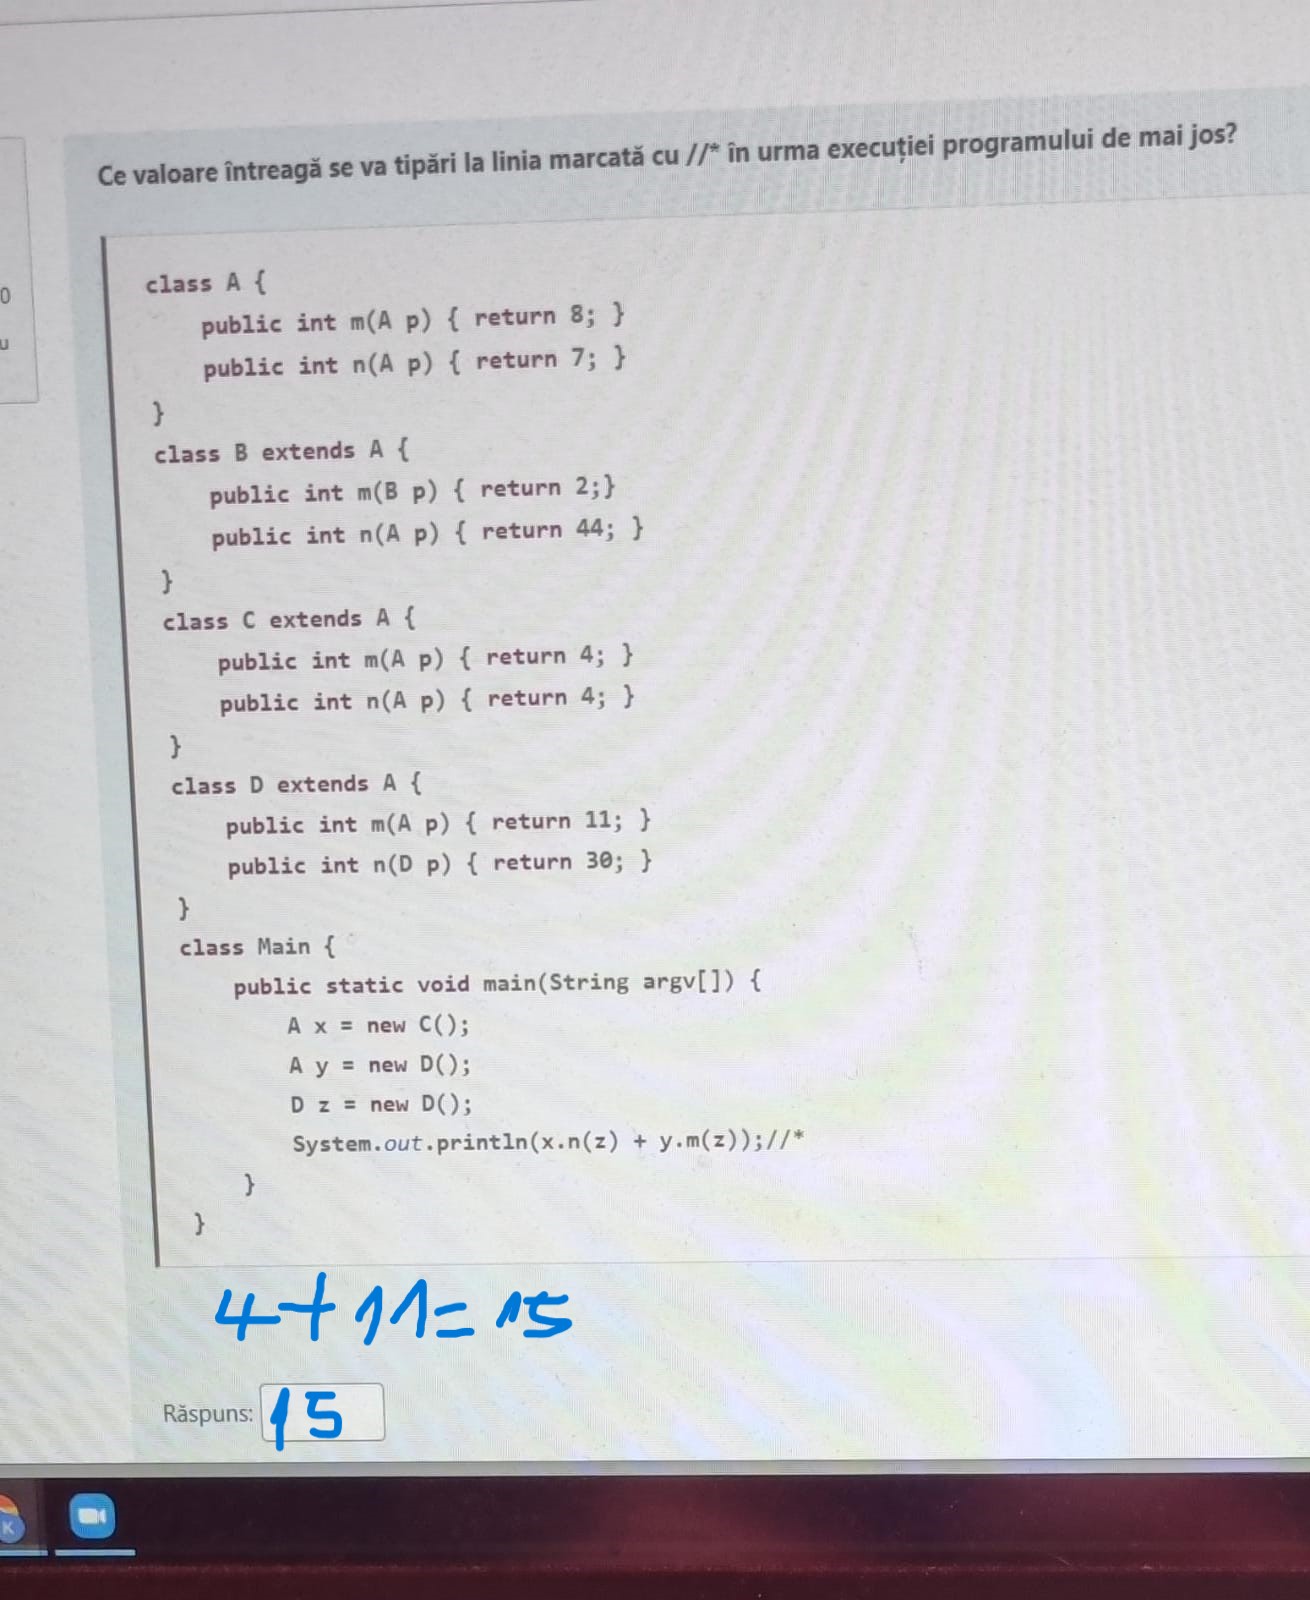 Ce valoare întreagă se va tipări la linia marcată cu //* în urma execuției programului de mai jos?
0
u
class A {
public int m(A p) { return 8; }
public int n(A p) { return 7; }
}
class B extends A {
public int m(B p) { return 2;}
public int n(A p) { return 44; }
}
class C extends A {
public int m(A p) { return 4; }
public int n(A p) { return 4; }
}
class D extends A {
public int m(A p) { return 11; }
public int n(D p) { return 30; }
}
class Main {
public static void main(String argv[]) {
A x = new C();
A y = new D();
D z = new D();
System.out.println(x.n(z) + y.m(z));//*
}
}
4+11=15
Răspuns: 15
K